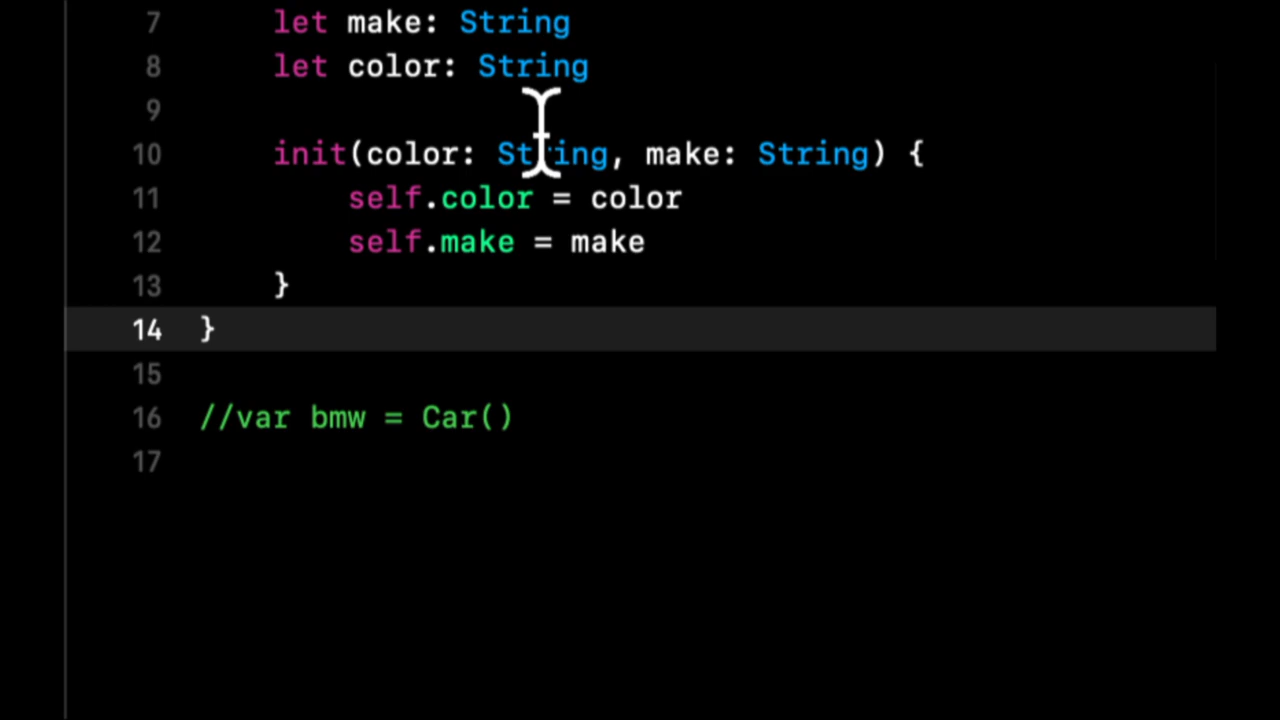 7 let make: String
8 let color: String
9
10 init(color: String, make: String) {
11 self.color = color
12 self.make = make
13 }
14 }
15
16 //var bmw = Car()
17